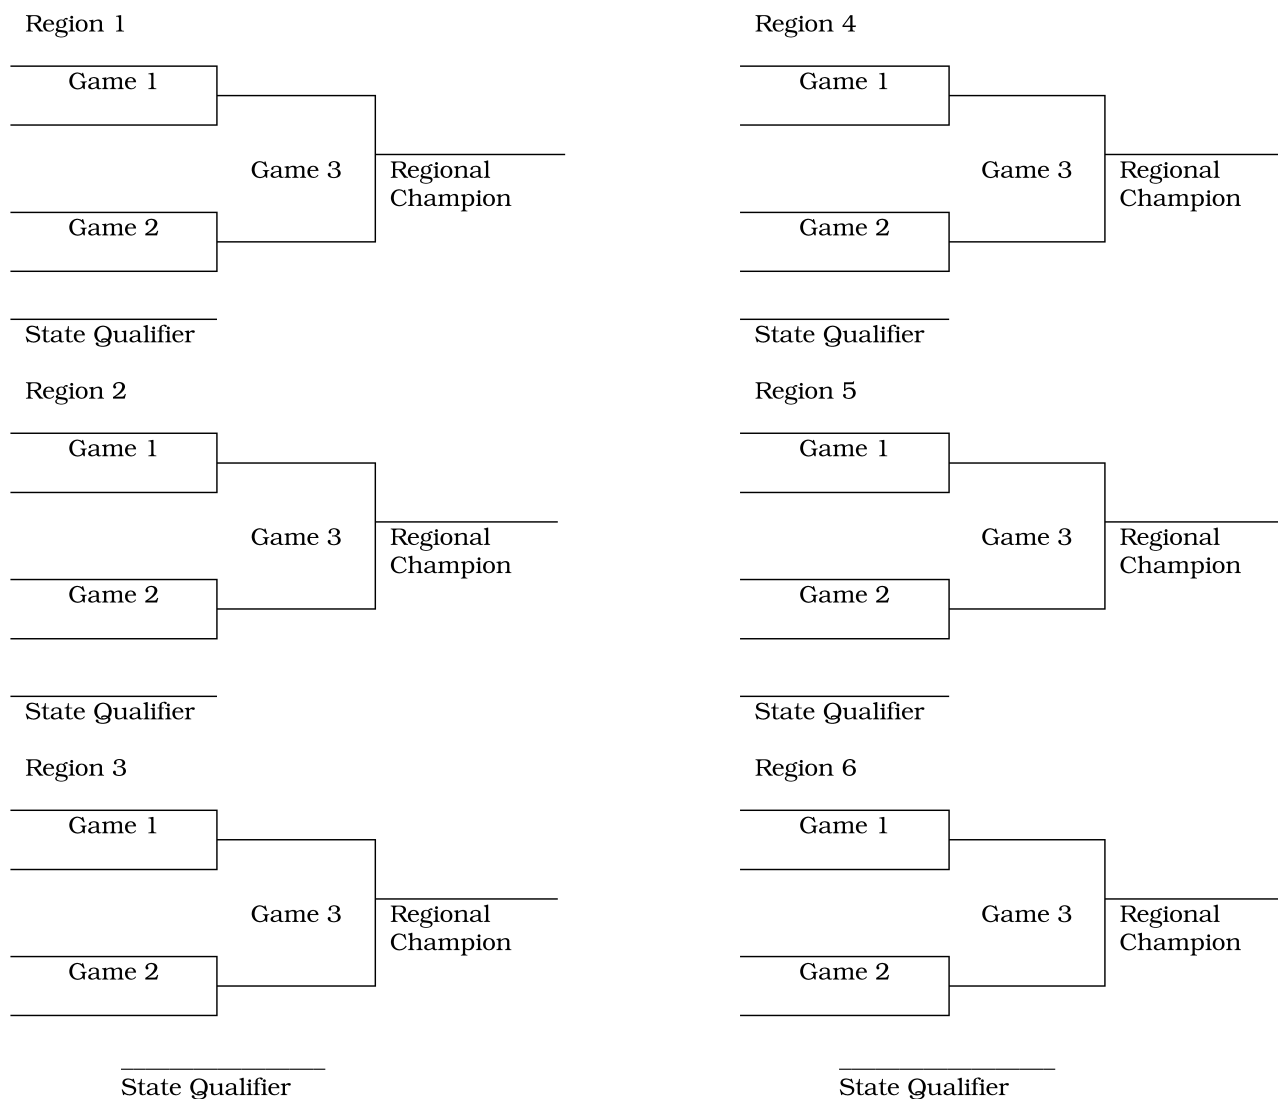 Region 1
Game 1
Game 3
Regional
Champion
Game 2
State Qualifier
Region 2
Game 1
Game 3
Regional
Champion
Game 2
State Qualifier
Region 3
Game 1
Game 3
Regional
Champion
Game 2
State Qualifier
Region 4
Game 1
Game 3
Regional
Champion
Game 2
State Qualifier
Region 5
Game 1
Game 3
Regional
Champion
Game 2
State Qualifier
Region 6
Game 1
Game 3
Regional
Champion
Game 2
State Qualifier